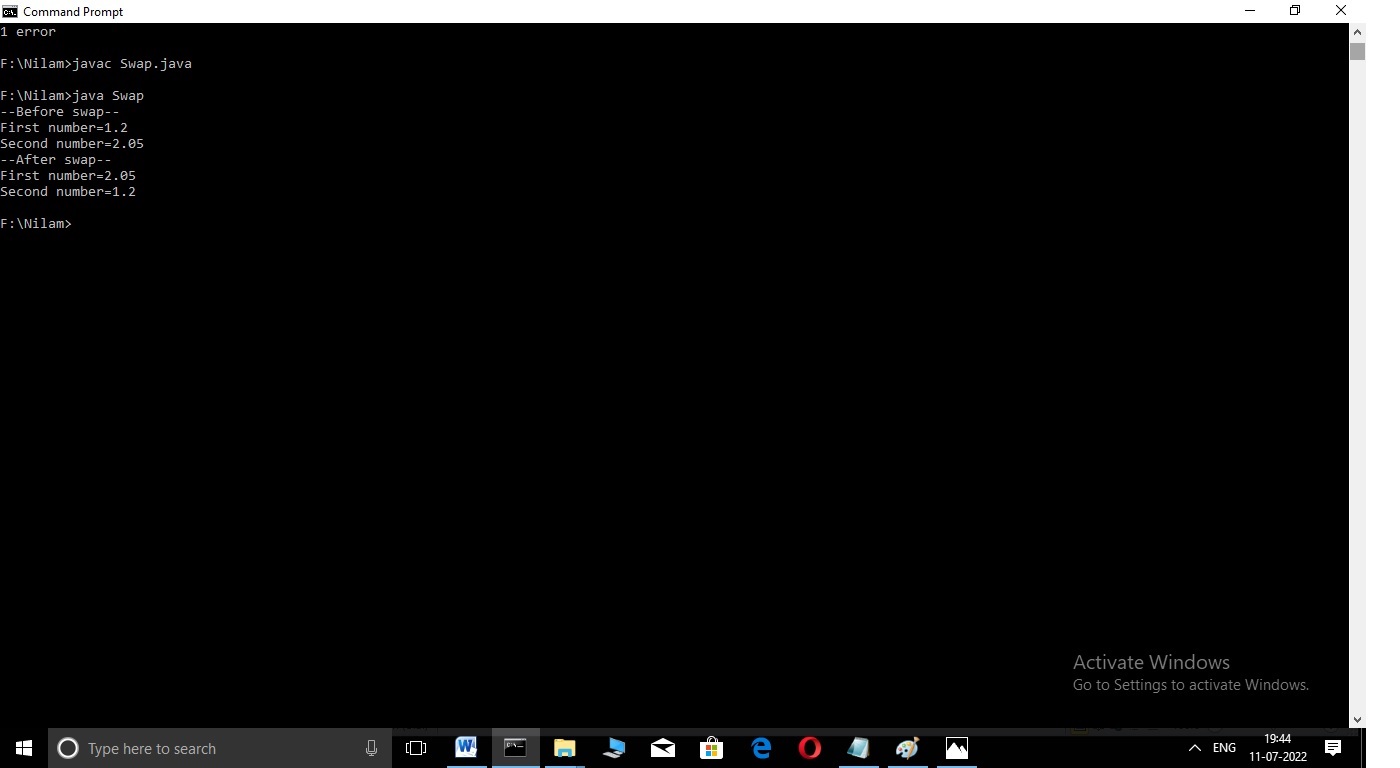 Command Prompt
1 error
F:\Nilam>javac Swap.java
F:\Nilam>java Swap
--Before swap--
First number=1.2
Second number=2.05
--After swap--
First number=2.05
Second number=1.2
F:\Nilam>
Activate Windows
Go to Settings to activate Windows.
Type here to search
ENG
19:44
11-07-2022